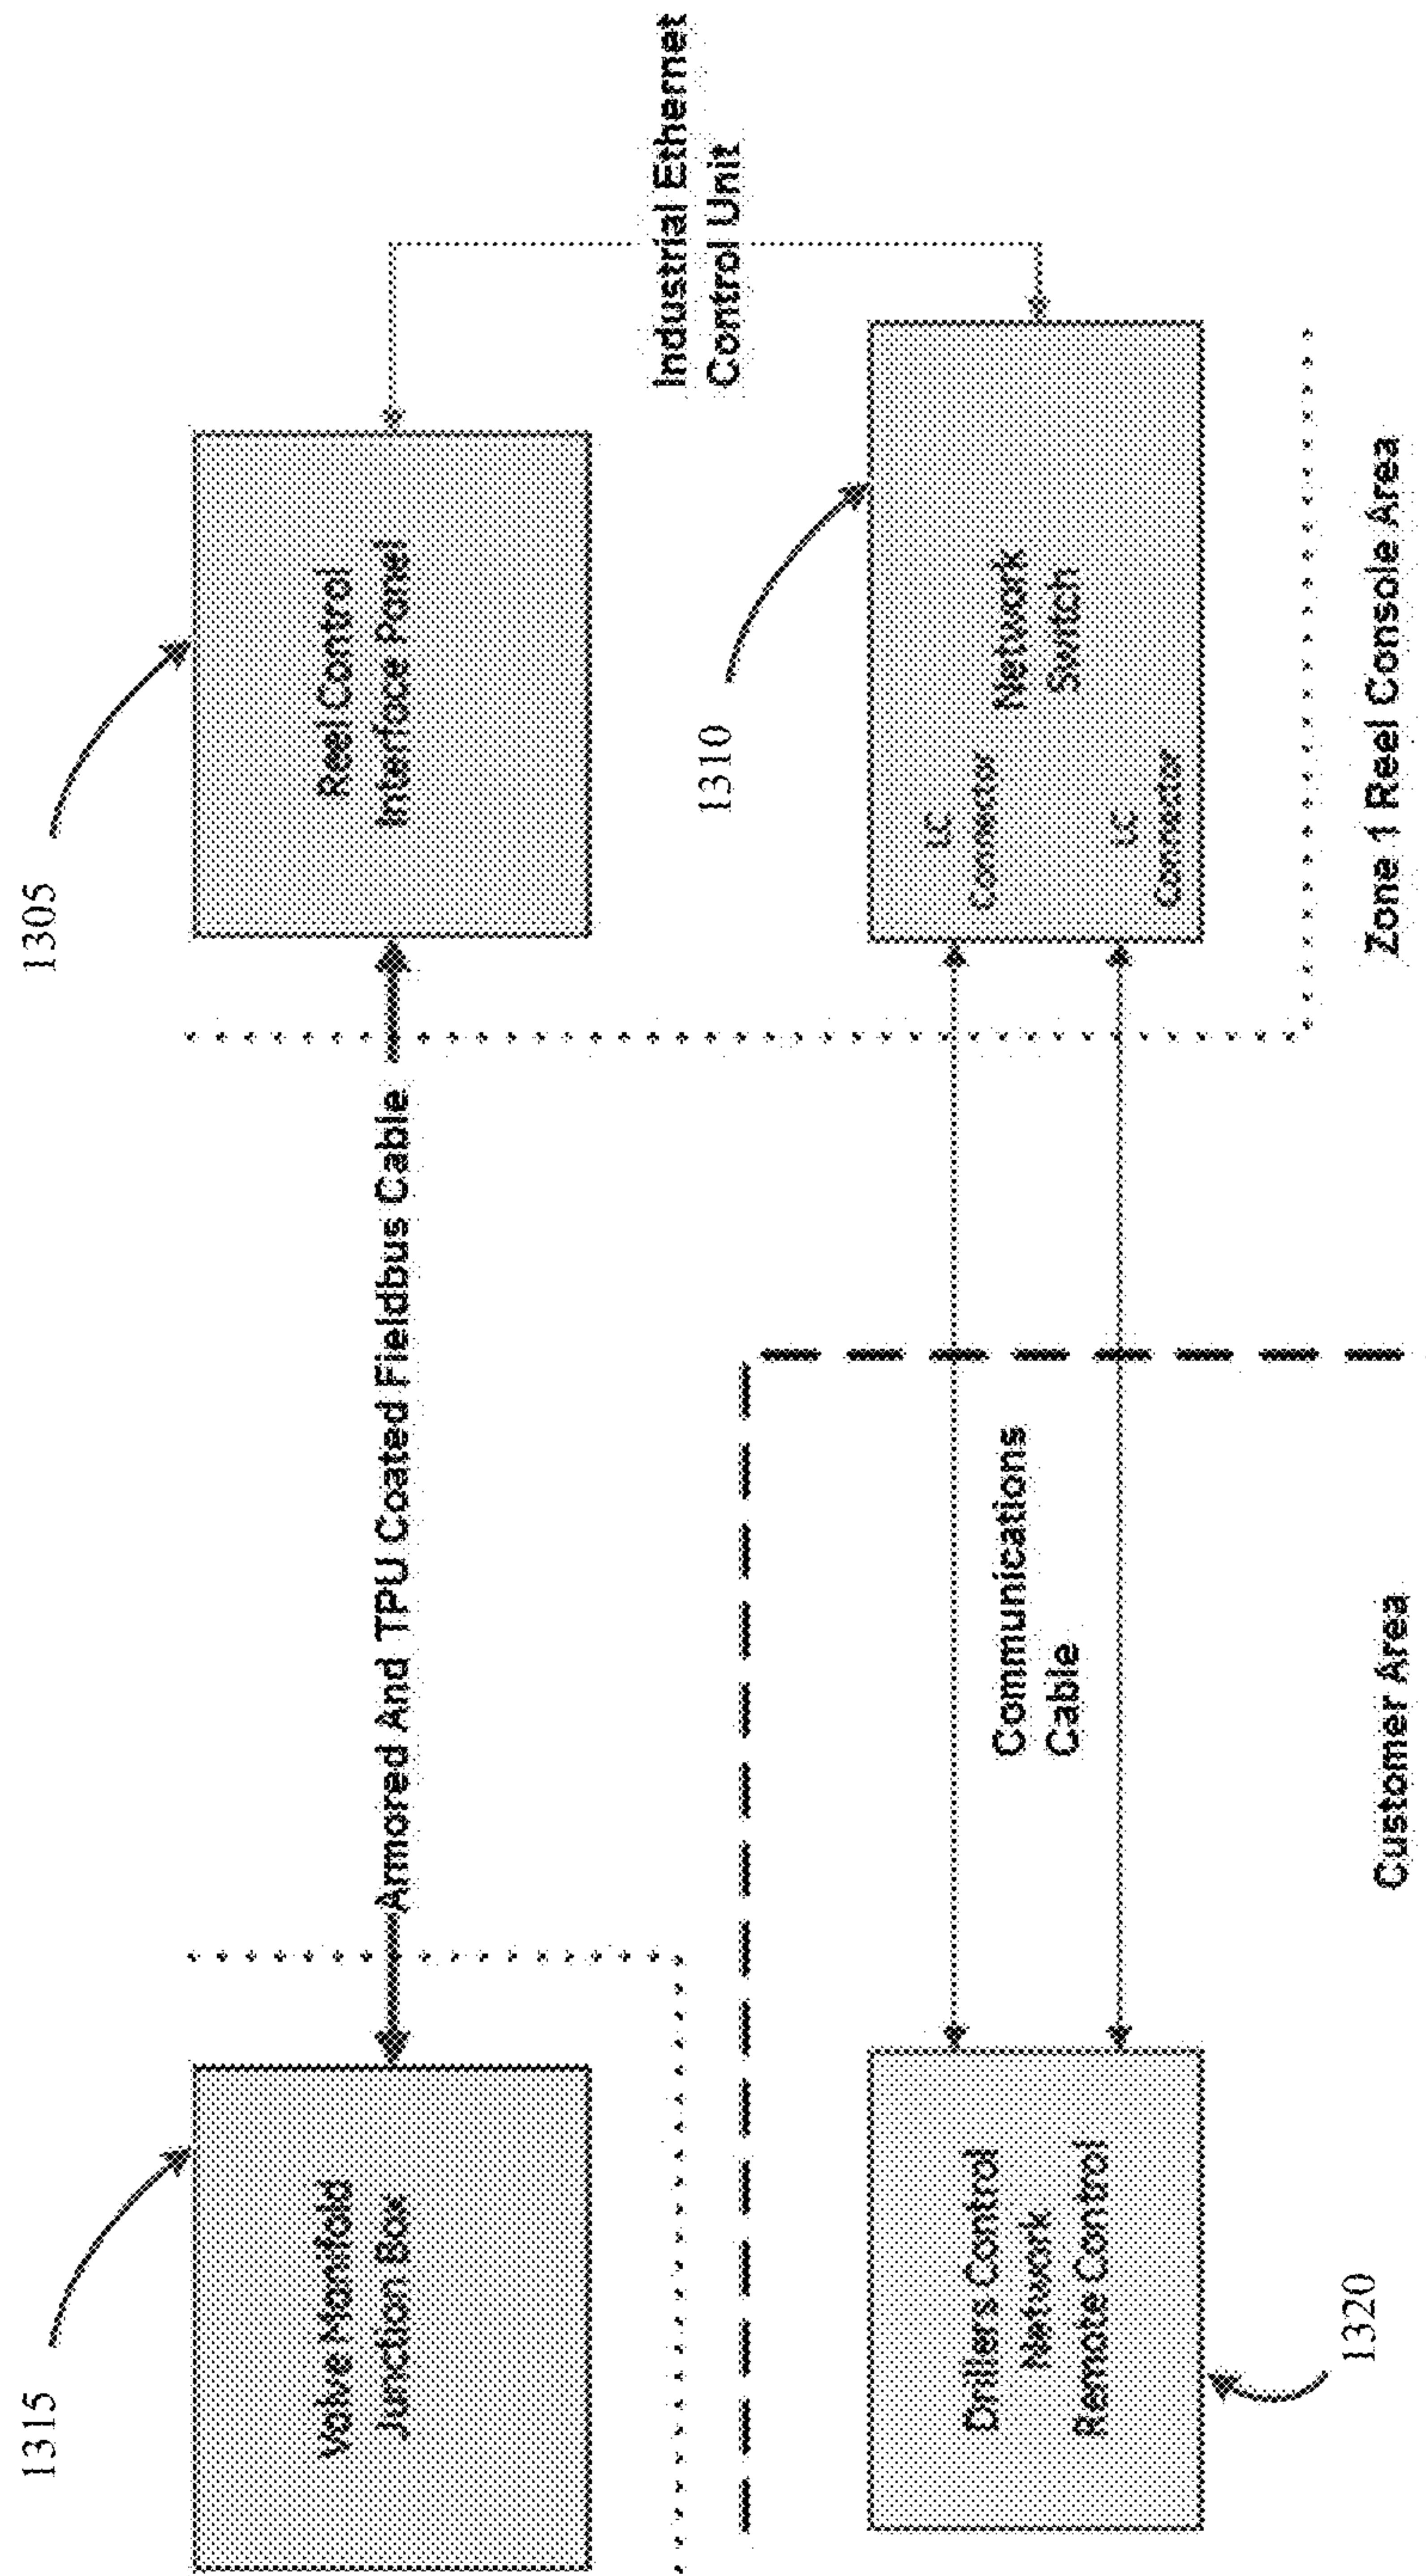 1315
Valve Manifold
Junction Box
Armored And TPU Coated Fieldbus Cable
1305
Reel Control
Interface Panel
Industrial Ethernet
Control Unit
1310
Network
Switch
LC
Connector
LC
Connector
Zone 1 Reel Console Area
Communications
Cable
Drillers Control
Network
Remote Control
1320
Customer Area